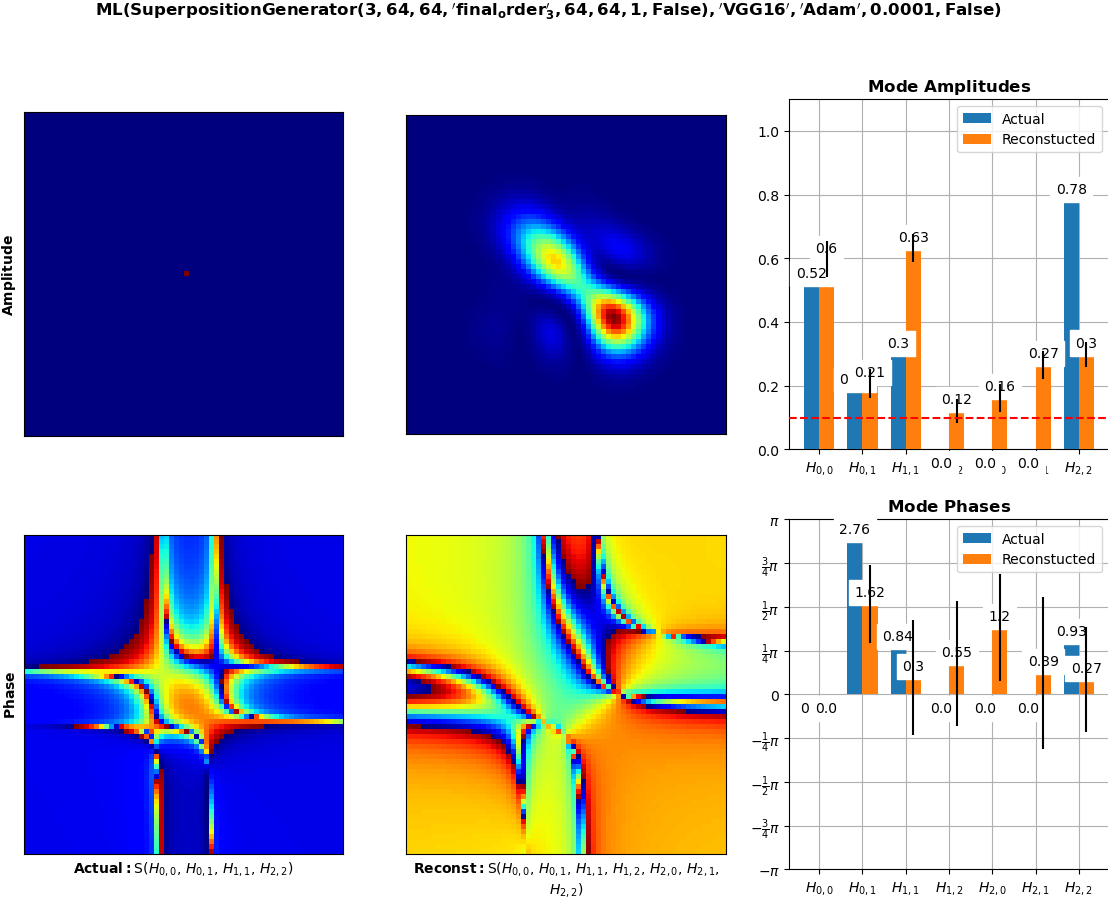 ML(SuperpositionGenerator(3, 64, 64, ′final_order′_3, 64, 64, 1, False), ′VGG16′, ′Adam′, 0.0001, False)
Amplitude
Mode Amplitudes
Actual
Reconstucted
1.0
0.8
0.6
0.4
0.2
0.0
0.52
0.6
0
0.21
0.3
0.63
0.0
0.12
0.0
0.16
0.0
0.27
0.78
0.3
H0,0 H0,1 H1,1 2 0 1 H2,2
Phase
Mode Phases
Actual
Reconstucted
π
3/4π
1/2π
1/4π
0
−1/4π
−1/2π
−3/4π
−π
0
0.0
2.76
1.62
0.84
0.3
0.0
0.55
0.0
1.2
0.0
0.39
0.93
0.27
H0,0 H0,1 H1,1 H1,2 H2,0 H2,1 H2,2
Actual: S(H0,0, H0,1, H1,1, H2,2)
Reconst: S(H0,0, H0,1, H1,1, H1,2, H2,0, H2,1,
H2,2)